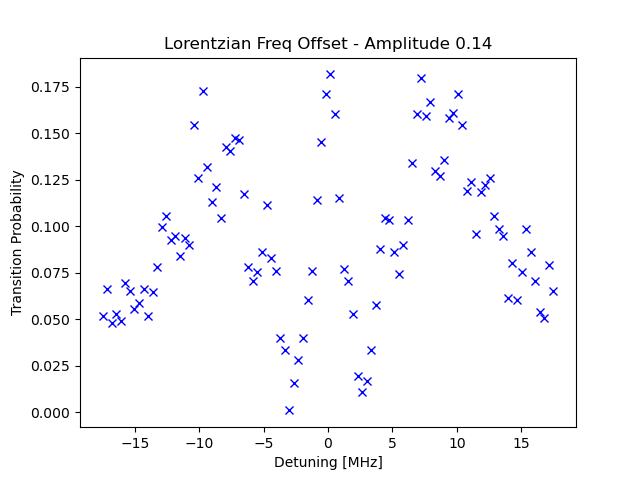 Lorentzian Freq Offset - Amplitude 0.14
Transition Probability
0.175
0.150
0.125
0.100
0.075
0.050
0.025
0.000
−15 −10 −5 0 5 10 15
Detuning [MHz]